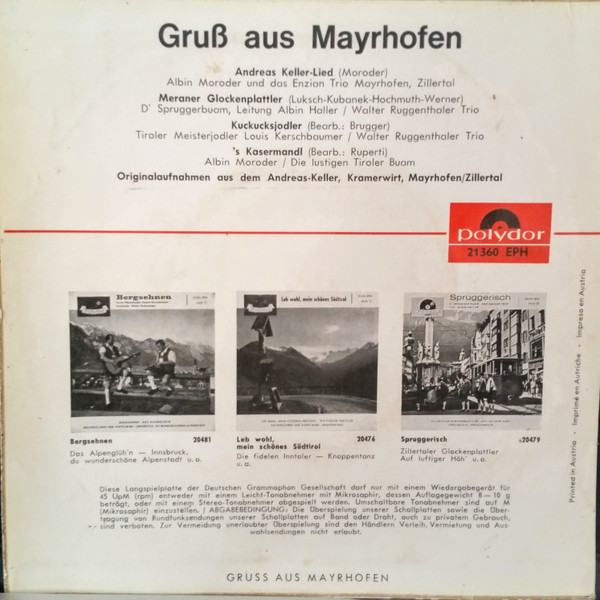 Gruß aus Mayrhofen
Andreas Keller-Lied (Moroder)
Albin Moroder und das Enzian Trio Mayrhofen, Zillertal
Meraner Glockenplattler (Luksch-Kubanek-Hochmuth-Werner)
D' Spruggerbuam, Leitung Albin Haller / Walter Ruggenthaler Trio
Kuckucksjodler (Bearb.: Brugger)
Tiroler Meisterjodler Louis Kerschbaumer / Walter Ruggenthaler Trio
's Kasermandl (Bearb.: Ruperti)
Albin Moroder / Die lustigen Tiroler Buam
Originalaufnahmen aus dem Andreas-Keller, Kramerwirt, Mayrhofen/Zillertal
Polydor
21360 EPH
Bergsehnen
Leb wohl, mein schönes Südtirol
Spruggerisch
Bergsehnen 20481
Das Alpenglüh'n — Innsbruck,
du wunderschöne Alpenstadt u. a.
Leb wohl, 20476
mein schönes Südtirol
Die fidelen Inntaler — Knappentanz
u. a.
Spruggerisch 20479
Zillertaler Glockenplattler
Auf luftiger Höh' u. a.
Diese Langspielplatte der Deutschen Grammophon Gesellschaft darf nur mit einem Wiedergabegerät für
45 UpM (rpm) entweder mit einem Leicht-Tonabnehmer mit Mikrosaphir, dessen Auflagegewicht 8—10 g
beträgt, oder mit einem Stereo-Tonabnehmer abgespielt werden. Umschaltbare Tonabnehmer sind auf M
(Mikrosaphir) einzustellen. / ABGABEBEDINGUNG: Die Überspielung unserer Schallplatten sowie die Über-
tragung von Rundfunksendungen unserer Schallplatten auf Band oder Draht, auch zu privatem Gebrauch,
sind verboten. Zur Vermeidung unerlaubter Überspielung sind den Händlern Verleih, Vermietung und Aus-
wahlsendungen nicht erlaubt.
GRUSS AUS MAYRHOFEN
Printed in Austria - Imprimé en Autriche - Impreso en Austria